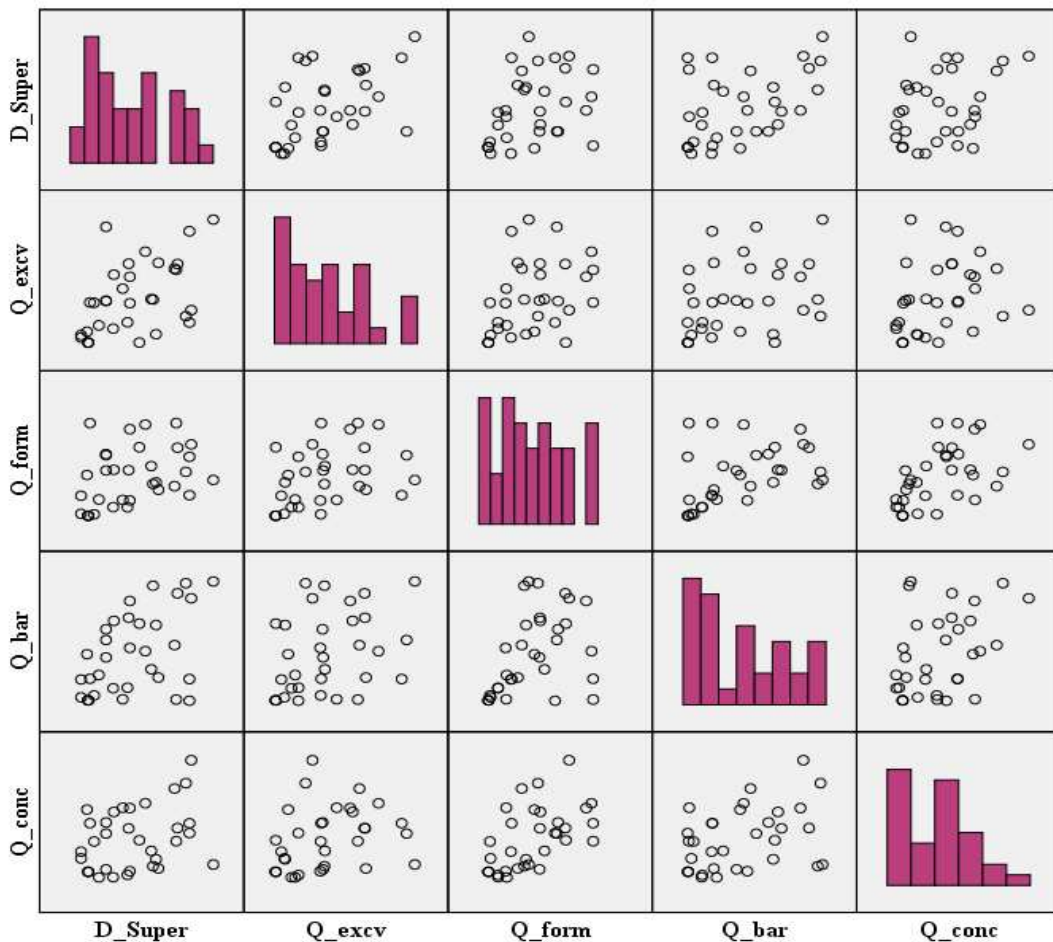 D_Super
Q_excv
Q_form
Q_bar
Q_conc
D_Super Q_excv Q_form Q_bar Q_conc